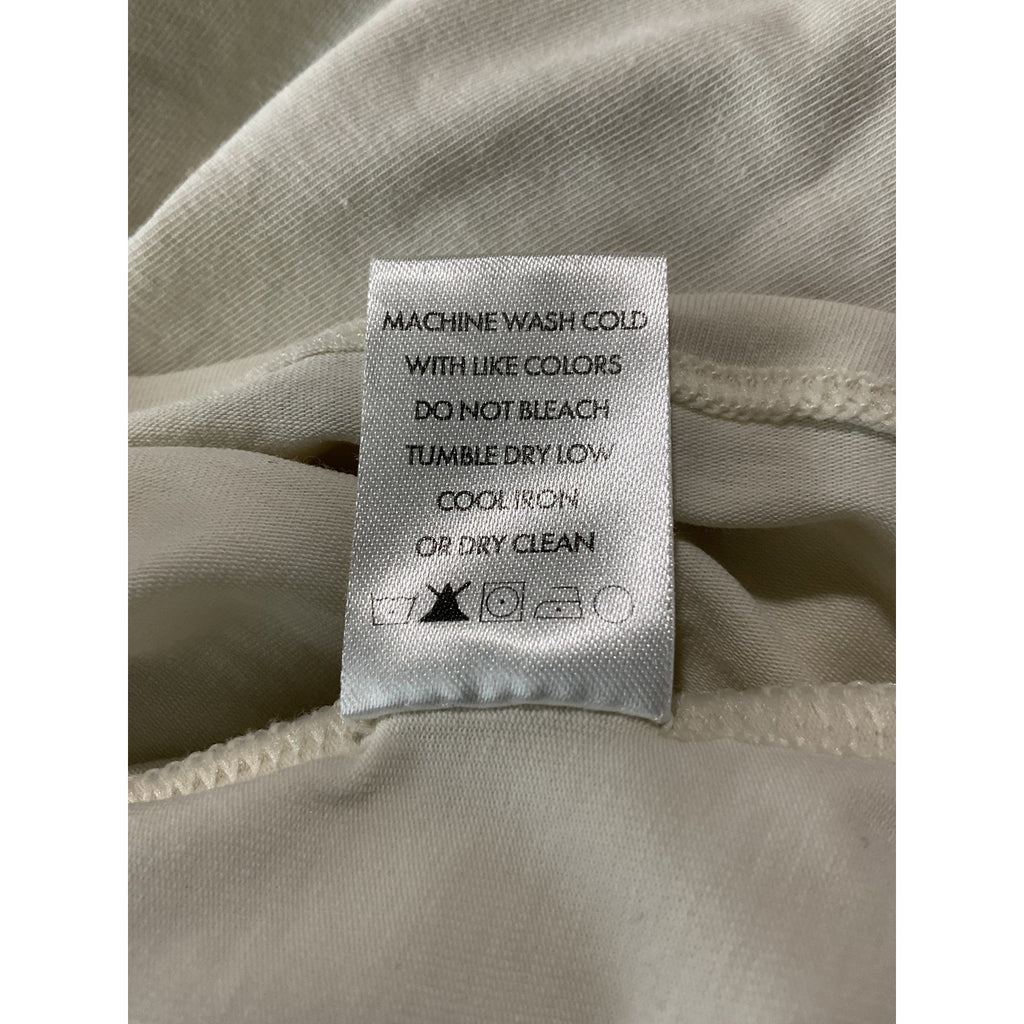 MACHINE WASH COLD
WITH LIKE COLORS
DO NOT BLEACH
TUMBLE DRY LOW
COOL IRON
OR DRY CLEAN